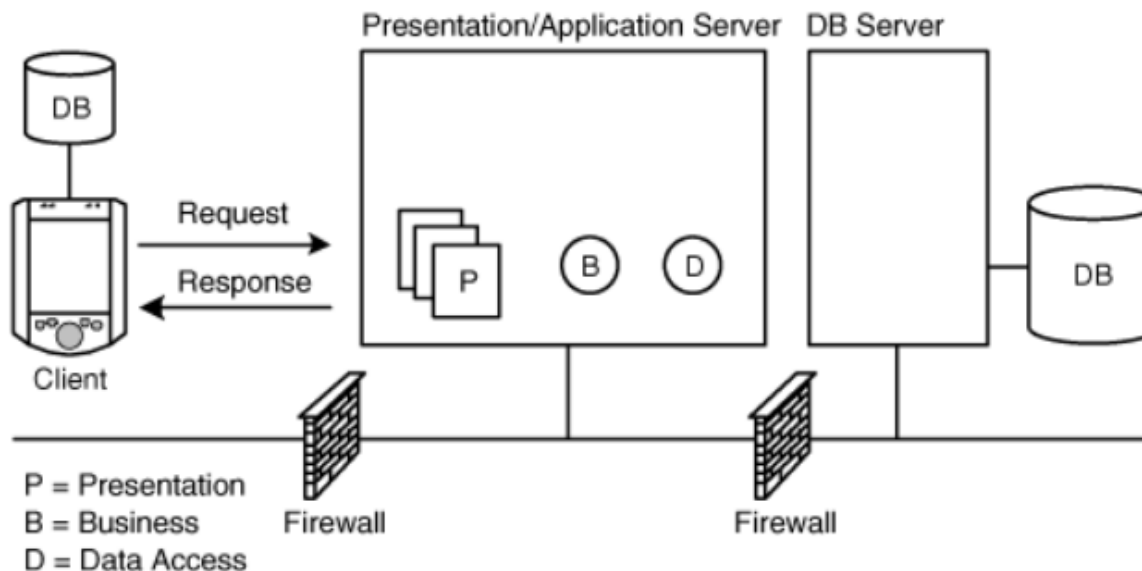 Presentation/Application Server
DB Server
DB
Request
Response
P
B
D
DB
Client
P = Presentation
B = Business
D = Data Access
Firewall
Firewall